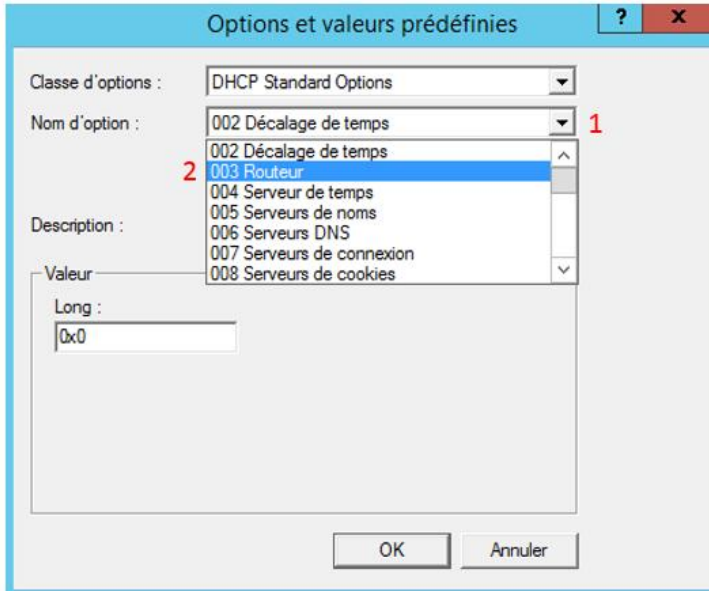 Options et valeurs prédéfinies
? x
Classe d'options : DHCP Standard Options
Nom d'option : 002 Décalage de temps 1
002 Décalage de temps
2 003 Routeur
004 Serveur de temps
005 Serveurs de noms
Description : 006 Serveurs DNS
007 Serveurs de connexion
008 Serveurs de cookies
Valeur
Long :
0x0
OK Annuler